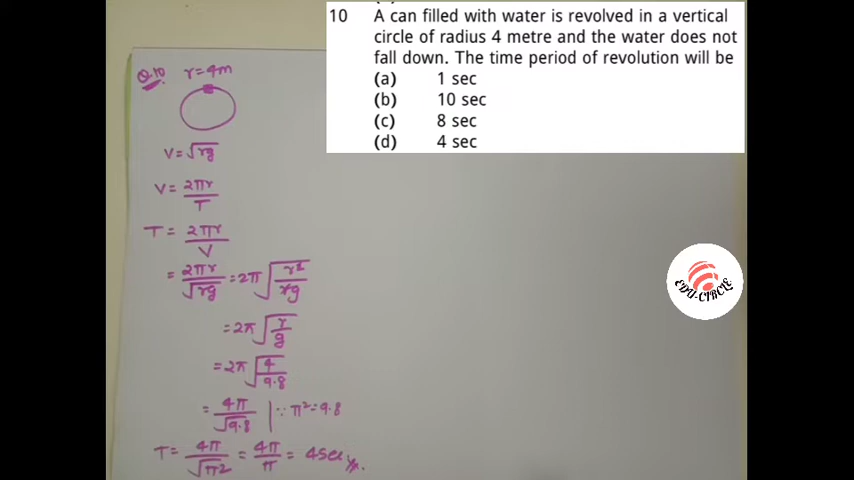 10 A can filled with water is revolved in a vertical
circle of radius 4 metre and the water does not
fall down. The time period of revolution will be
(a) 1 sec
(b) 10 sec
(c) 8 sec
(d) 4 sec
Q.10 r=4m
V=√rg
V=2πr/T
T=2πr/V
=2πr/√rg=2π√r²/rg
=2π√r/g
=2π√4/9.8
=4π/√9.8 | ∵ π²=9.8
T=4π/√π2=4π/π=4sec
EDU-CIRCLE